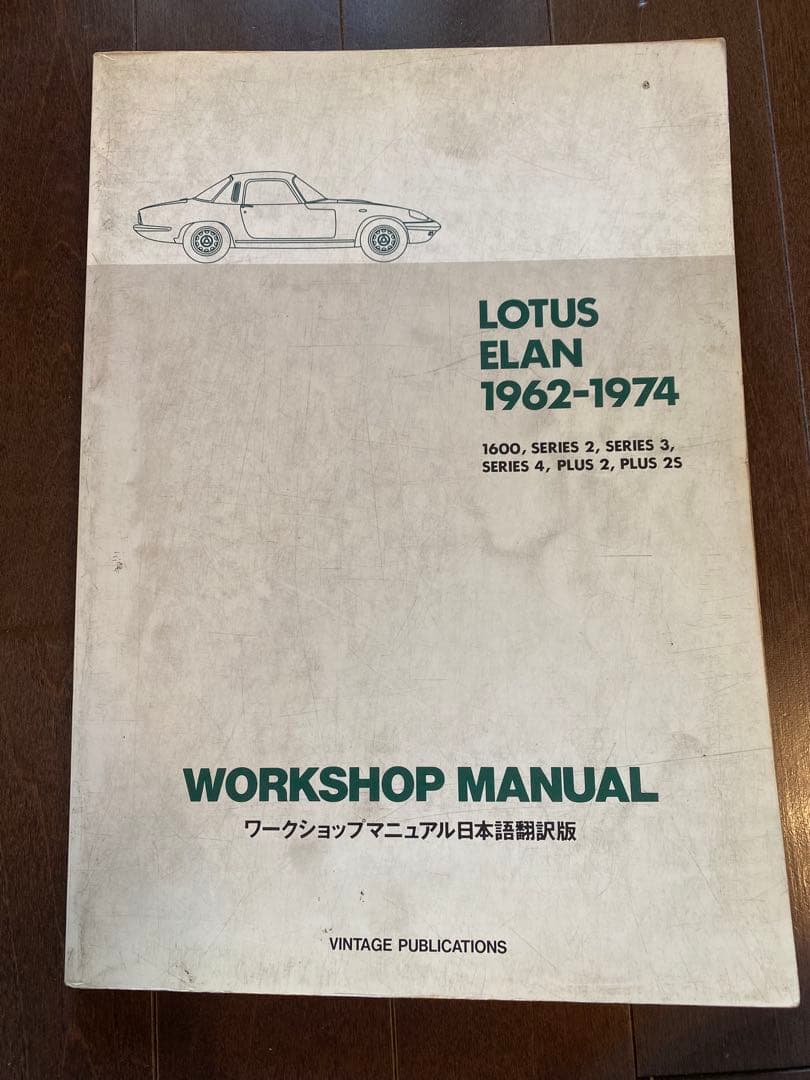 LOTUS
ELAN
1962-1974
1600, SERIES 2, SERIES 3,
SERIES 4, PLUS 2, PLUS 2S
WORKSHOP MANUAL
ワークショップマニュアル日本語翻訳版
VINTAGE PUBLICATIONS